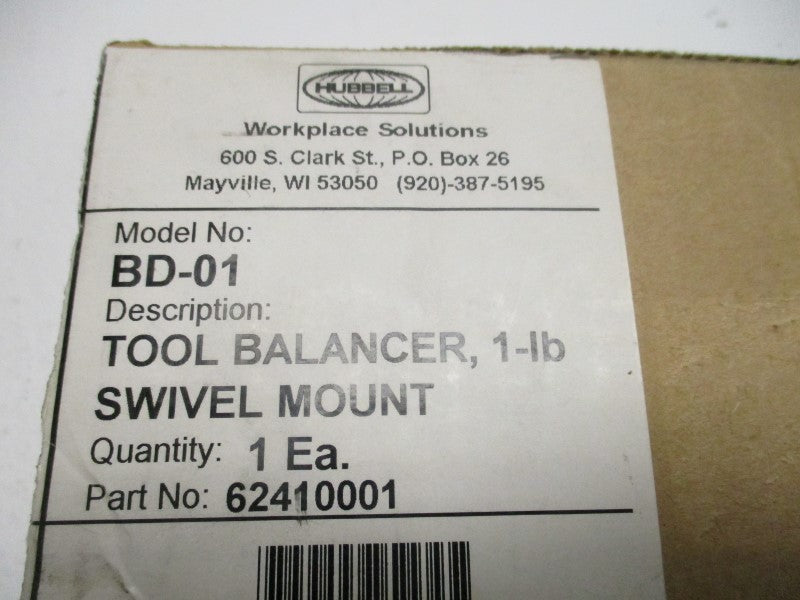 HUBBELL
Workplace Solutions
600 S. Clark St., P.O. Box 26
Mayville, WI 53050 (920)-387-5195
Model No:
BD-01
Description:
TOOL BALANCER, 1-lb
SWIVEL MOUNT
Quantity: 1 Ea.
Part No: 62410001